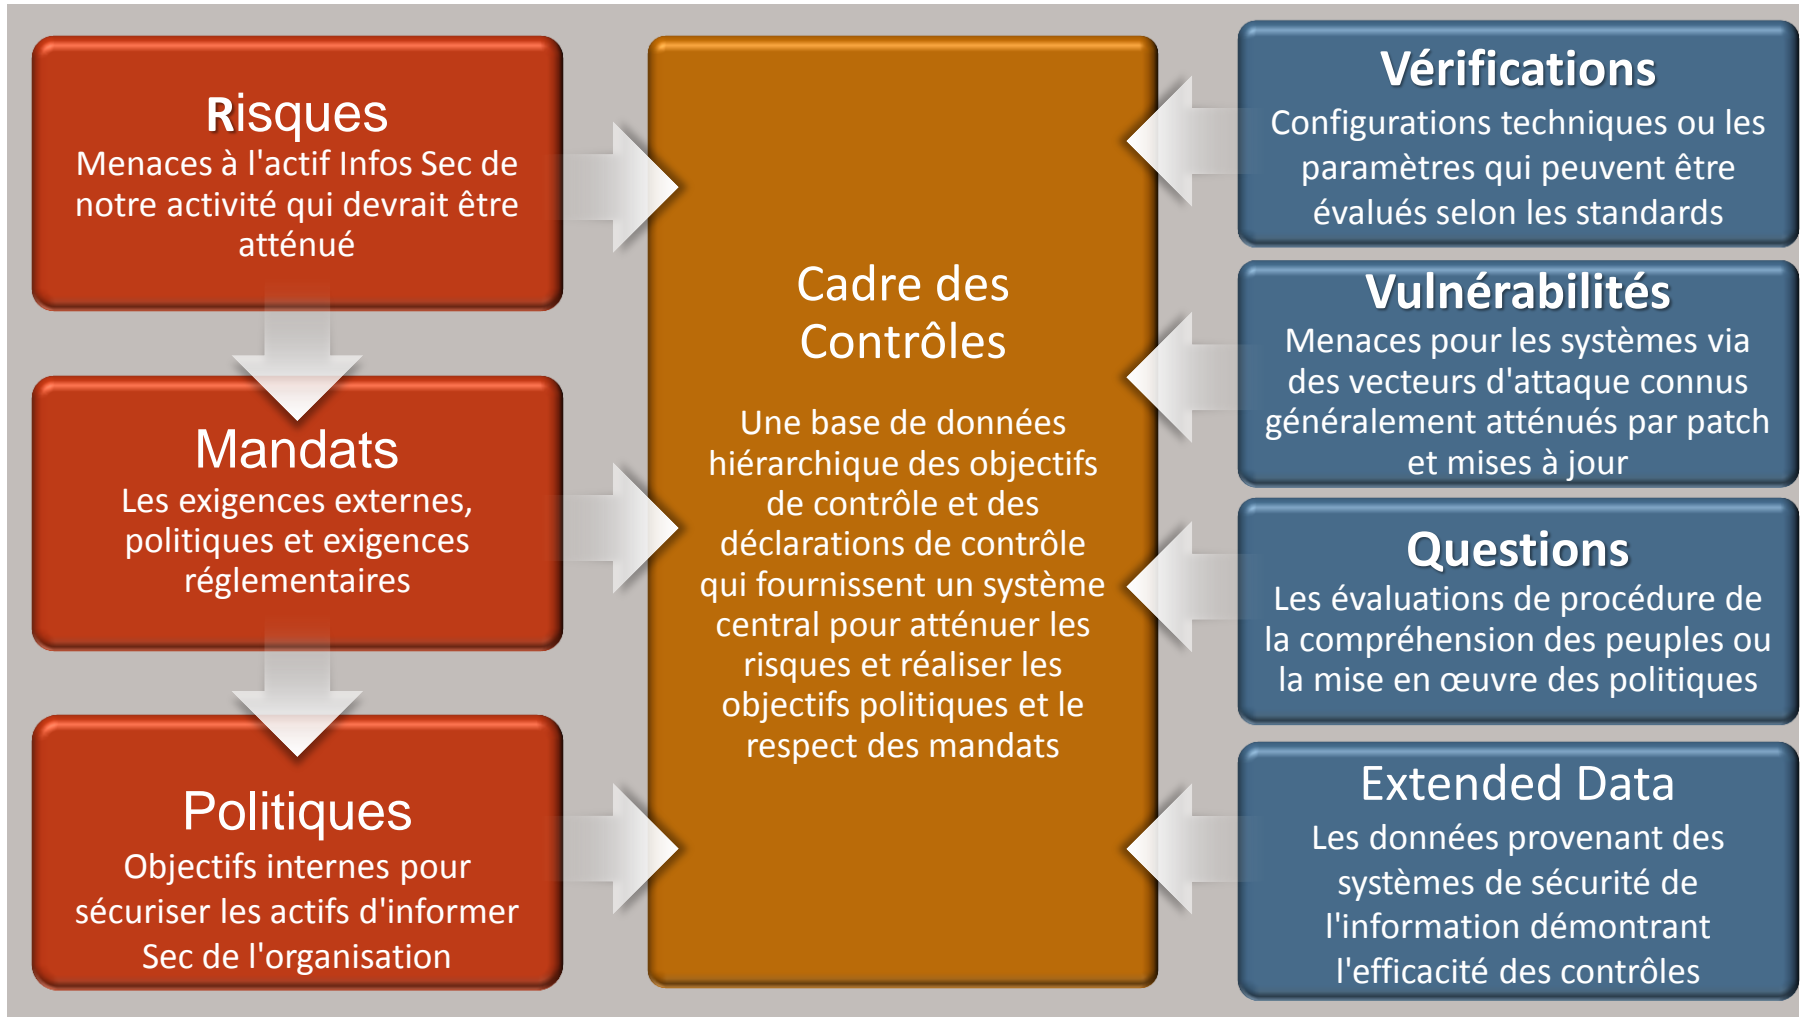 Risques
Menaces à l'actif Infos Sec de
notre activité qui devrait être
atténué
Mandats
Les exigences externes,
politiques et exigences
réglementaires
Politiques
Objectifs internes pour
sécuriser les actifs d'informer
Sec de l'organisation
Cadre des
Contrôles
Une base de données
hiérarchique des objectifs
de contrôle et des
déclarations de contrôle
qui fournissent un système
central pour atténuer les
risques et réaliser les
objectifs politiques et le
respect des mandats
Vérifications
Configurations techniques ou les
paramètres qui peuvent être
évalués selon les standards
Vulnérabilités
Menaces pour les systèmes via
des vecteurs d'attaque connus
généralement atténués par patch
et mises à jour
Questions
Les évaluations de procédure de
la compréhension des peuples ou
la mise en œuvre des politiques
Extended Data
Les données provenant des
systèmes de sécurité de
l'information démontrant
l'efficacité des contrôles